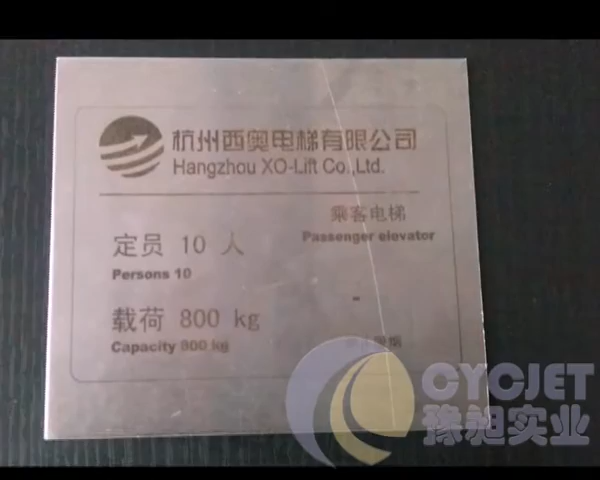 杭州西奥电梯有限公司
Hangzhou XO-Lift Co.,Ltd.
乘客电梯
Passenger elevator
定员 10 人
Persons 10
载荷 800 kg
Capacity 800 kg
CYCJET
豫昶实业